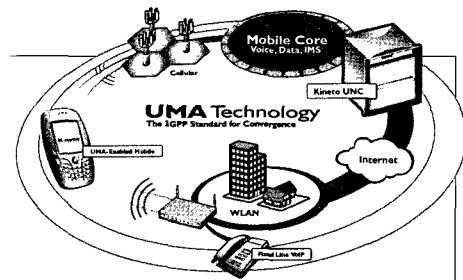 Mobile Core
Voice, Data, IMS
Cellular
Kineto UNC
UMA Technology
The 3GPP Standard for Convergence
UMA-Enabled Mobile
Internet
WLAN
Fixed Line VoIP